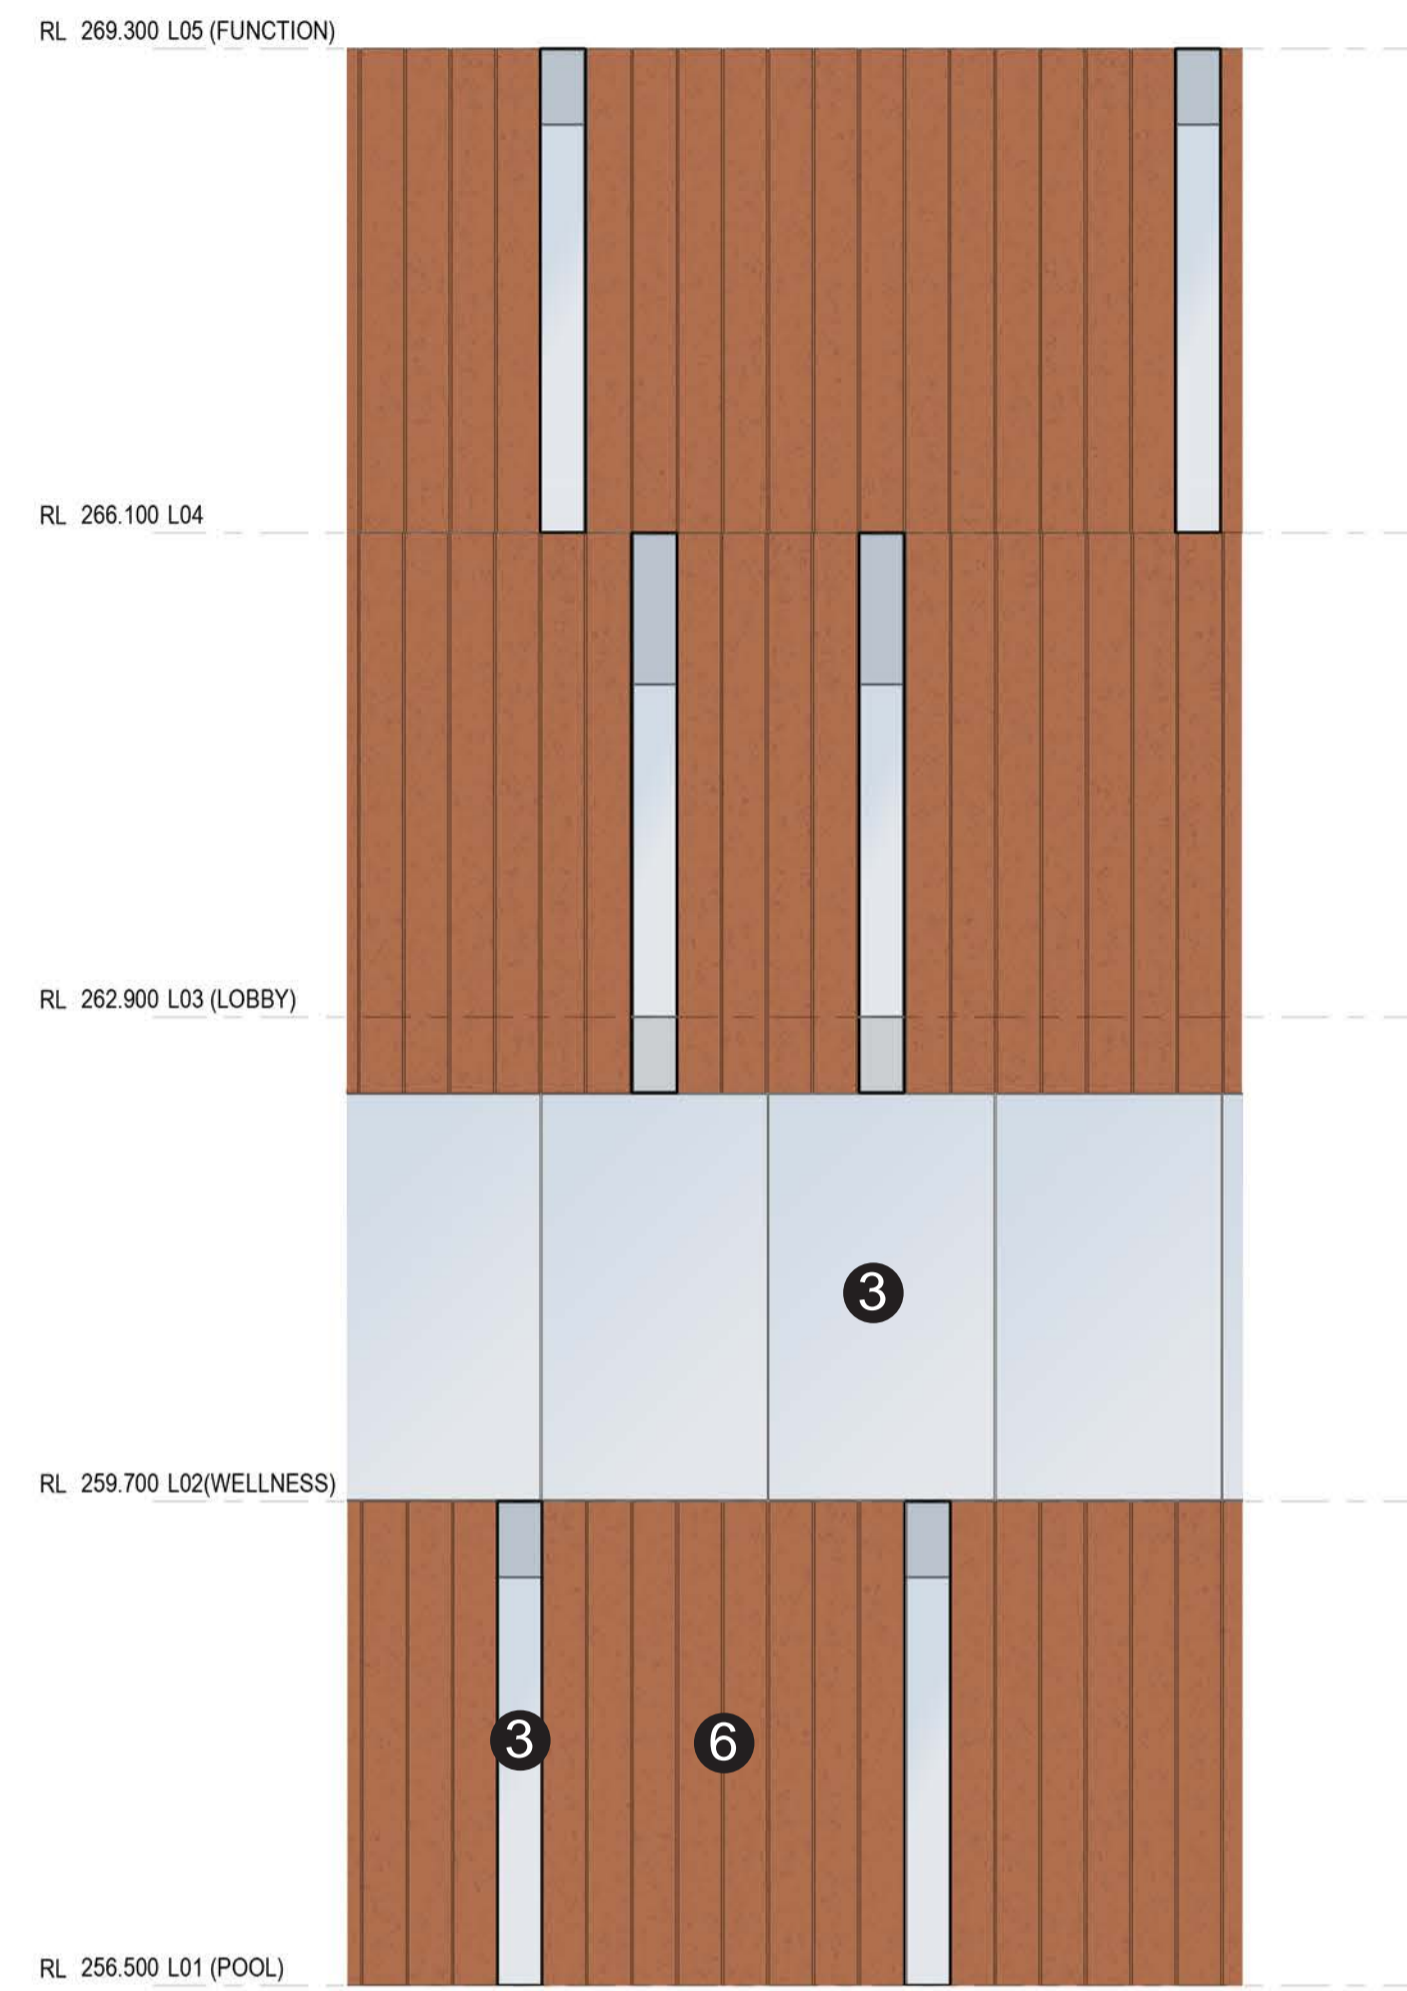 RL 269.300 L05 (FUNCTION)
RL 266.100 L04
RL 262.900 L03 (LOBBY)
3
RL 259.700 L02(WELLNESS)
3 6
RL 256.500 L01 (POOL)